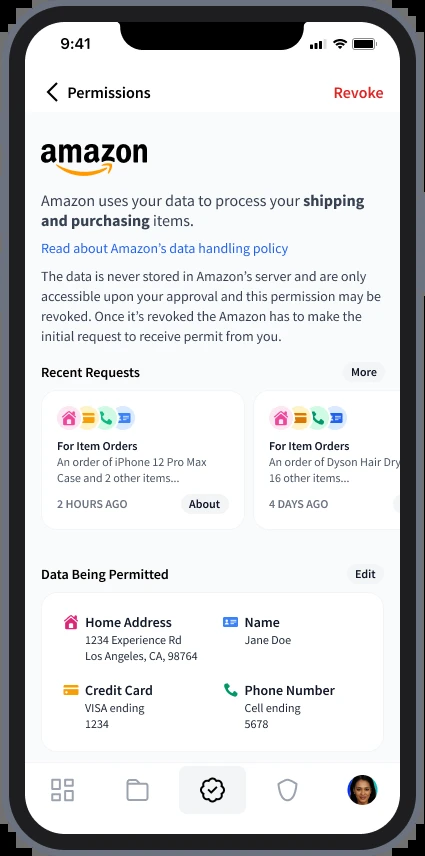 9:41
Permissions
Revoke
amazon
Amazon uses your data to process your shipping
and purchasing items.
Read about Amazon's data handling policy
The data is never stored in Amazon's server and are only
accessible upon your approval and this permission may be
revoked. Once it's revoked the Amazon has to make the
initial request to receive permit from you.
Recent Requests
More
For Item Orders
An order of iPhone 12 Pro Max
Case and 2 other items...
2 HOURS AGO
About
For Item Orders
An order of Dyson Hair Dry
16 other items...
4 DAYS AGO
Data Being Permitted
Edit
Home Address
1234 Experience Rd
Los Angeles, CA, 98764
Name
Jane Doe
Credit Card
VISA ending
1234
Phone Number
Cell ending
5678